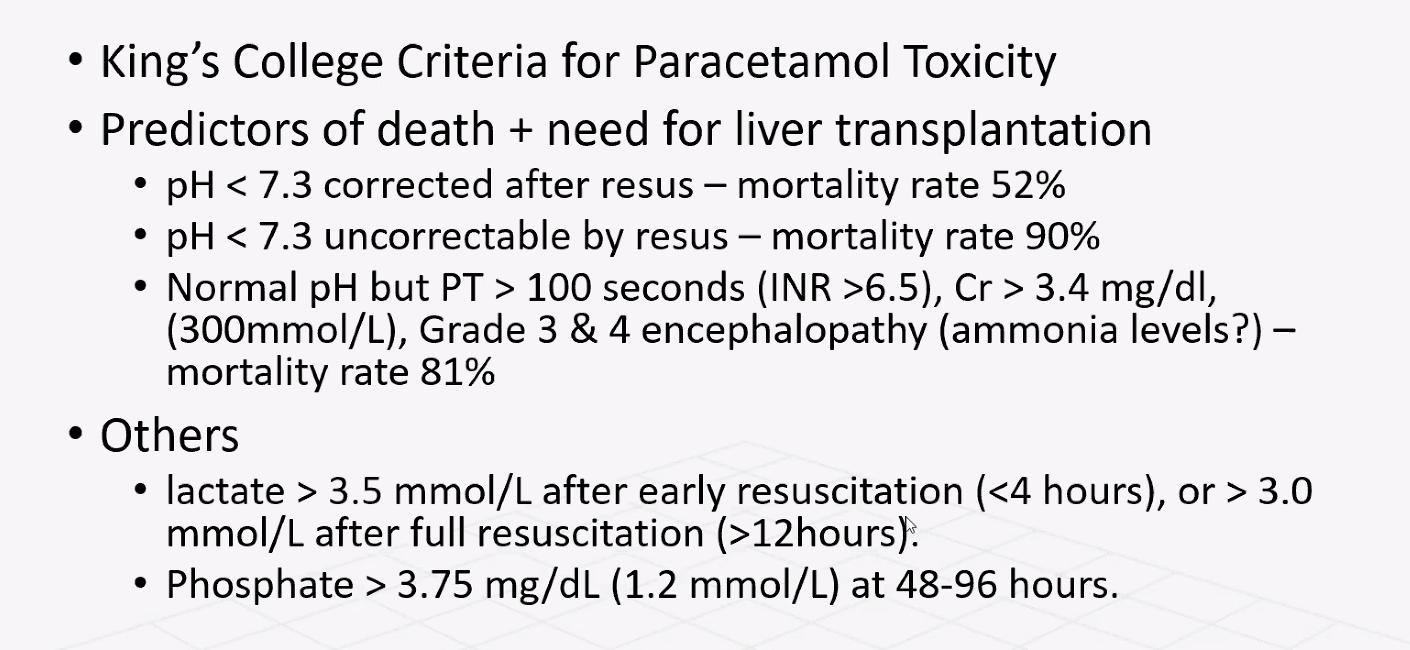 • King’s College Criteria for Paracetamol Toxicity
• Predictors of death + need for liver transplantation
• pH < 7.3 corrected after resus – mortality rate 52%
• pH < 7.3 uncorrectable by resus – mortality rate 90%
• Normal pH but PT > 100 seconds (INR >6.5), Cr > 3.4 mg/dl,
(300mmol/L), Grade 3 & 4 encephalopathy (ammonia levels?) –
mortality rate 81%
• Others
• lactate > 3.5 mmol/L after early resuscitation (<4 hours), or > 3.0
mmol/L after full resuscitation (>12hours).
• Phosphate > 3.75 mg/dL (1.2 mmol/L) at 48-96 hours.